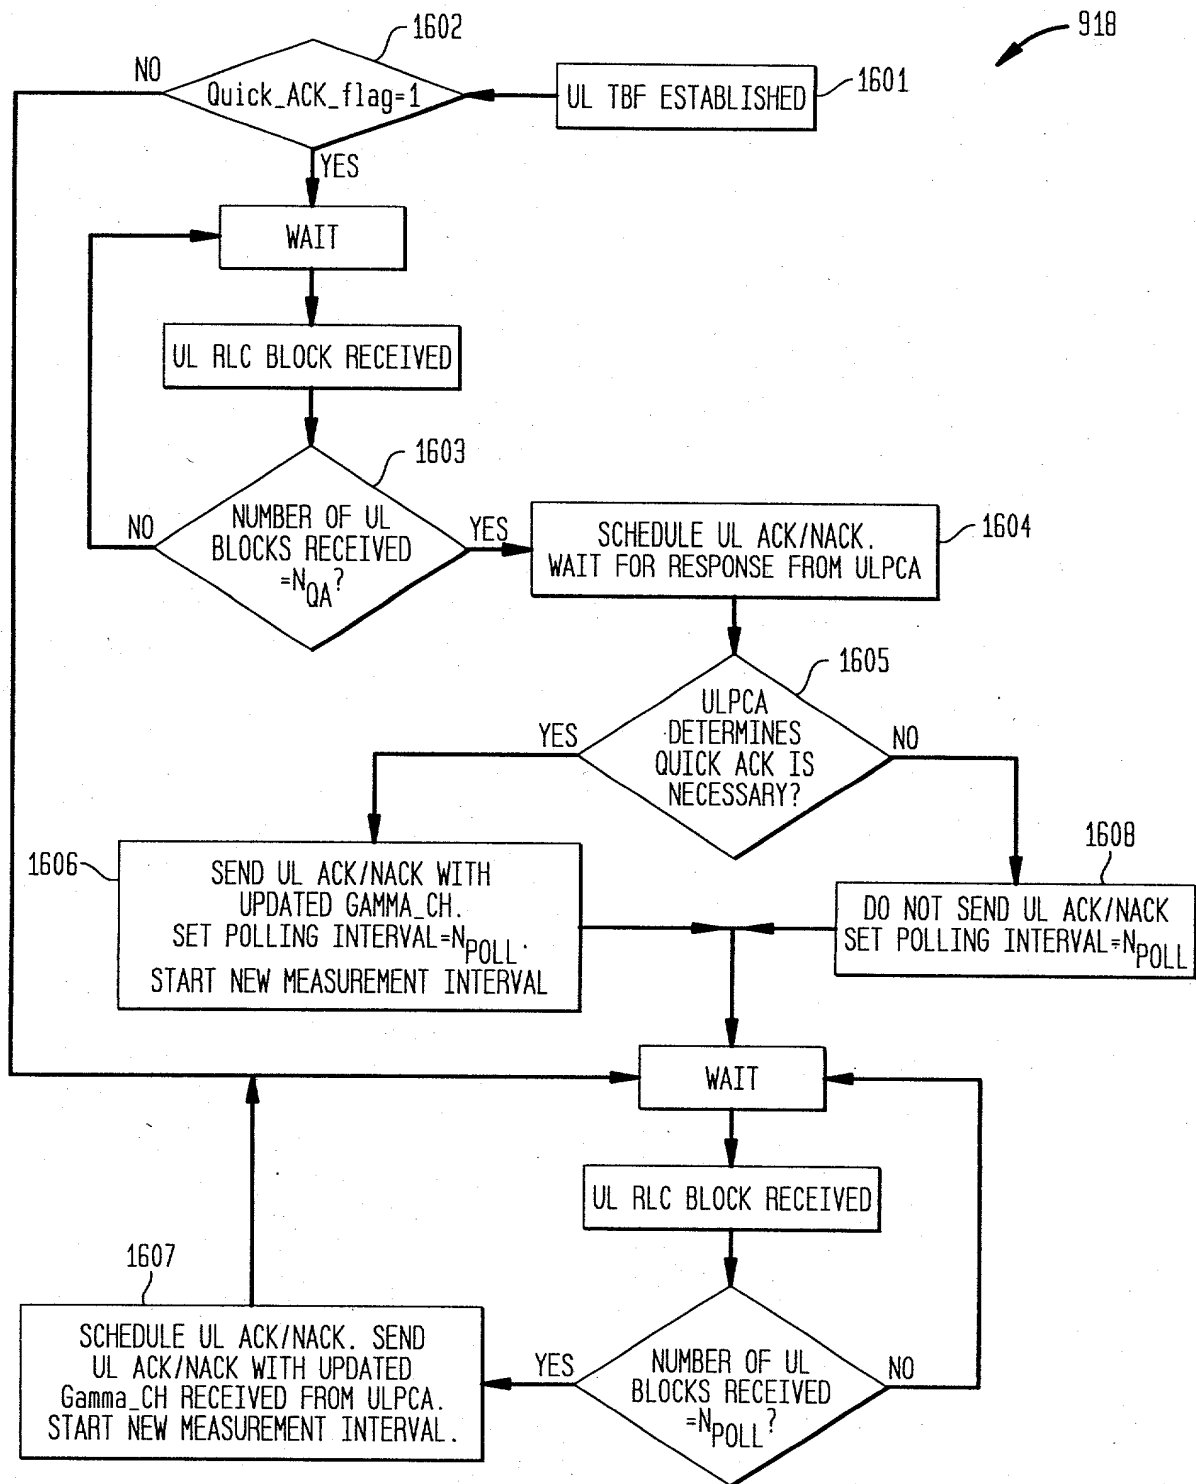 1602
918
NO
Quick_ACK_flag=1
UL TBF ESTABLISHED
1601
YES
WAIT
UL RLC BLOCK RECEIVED
1603
NO
NUMBER OF UL
BLOCKS RECEIVED
=NQA?
YES
SCHEDULE UL ACK/NACK.
WAIT FOR RESPONSE FROM ULPCA
1604
1605
ULPCA
DETERMINES
QUICK ACK IS
NECESSARY?
YES
NO
1606
SEND UL ACK/NACK WITH
UPDATED GAMMA_CH.
SET POLLING INTERVAL=NPOLL.
START NEW MEASUREMENT INTERVAL
1608
DO NOT SEND UL ACK/NACK
SET POLLING INTERVAL=NPOLL
WAIT
UL RLC BLOCK RECEIVED
1607
SCHEDULE UL ACK/NACK. SEND
UL ACK/NACK WITH UPDATED
Gamma_CH RECEIVED FROM ULPCA.
START NEW MEASUREMENT INTERVAL.
YES
NUMBER OF UL
BLOCKS RECEIVED
=NPOLL?
NO